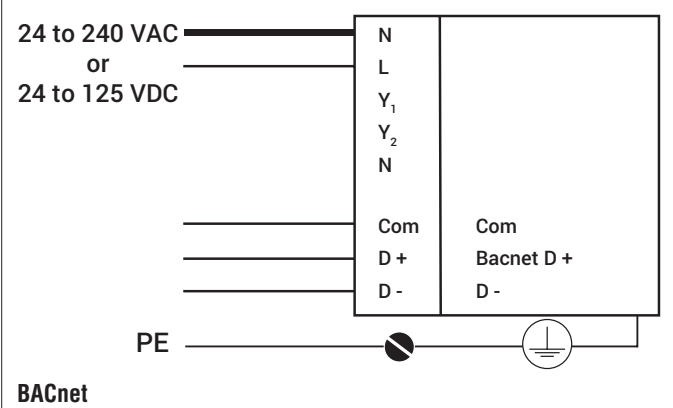 24 to 240 VAC
or
24 to 125 VDC
N
L
Y₁
Y₂
N
Com Com
D + Bacnet D +
D - D -
PE
BACnet